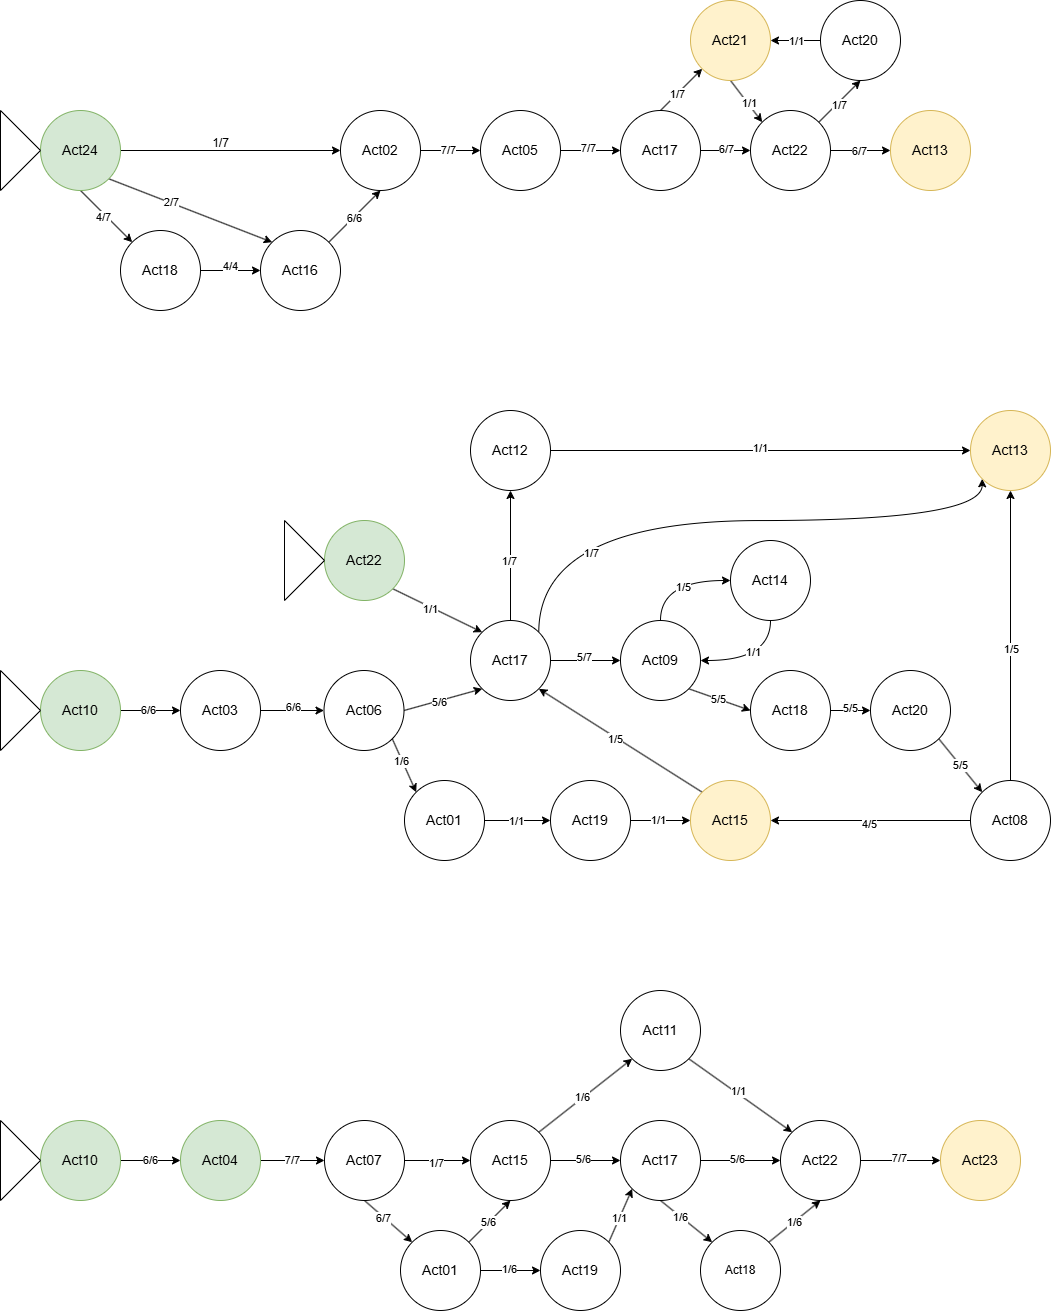 Act21
1/1
Act20
1/7
1/1
1/7
Act24
1/7
Act02
7/7
Act05
7/7
Act17
6/7
Act22
6/7
Act13
2/7
4/7
6/6
Act18
4/4
Act16
Act12
1/1
Act13
Act22
1/7
1/7
1/5
Act14
1/1
Act17
5/7
Act09
1/1
1/5
Act10
6/6
Act03
6/6
Act06
5/6
5/5
Act18
5/5
Act20
1/6
1/5
5/5
Act01
1/1
Act19
1/1
Act15
4/5
Act08
Act11
1/6
1/1
Act10
6/6
Act04
7/7
Act07
1/7
Act15
5/6
Act17
5/6
Act22
7/7
Act23
6/7
5/6
1/1
1/6
1/6
Act01
1/6
Act19
Act18